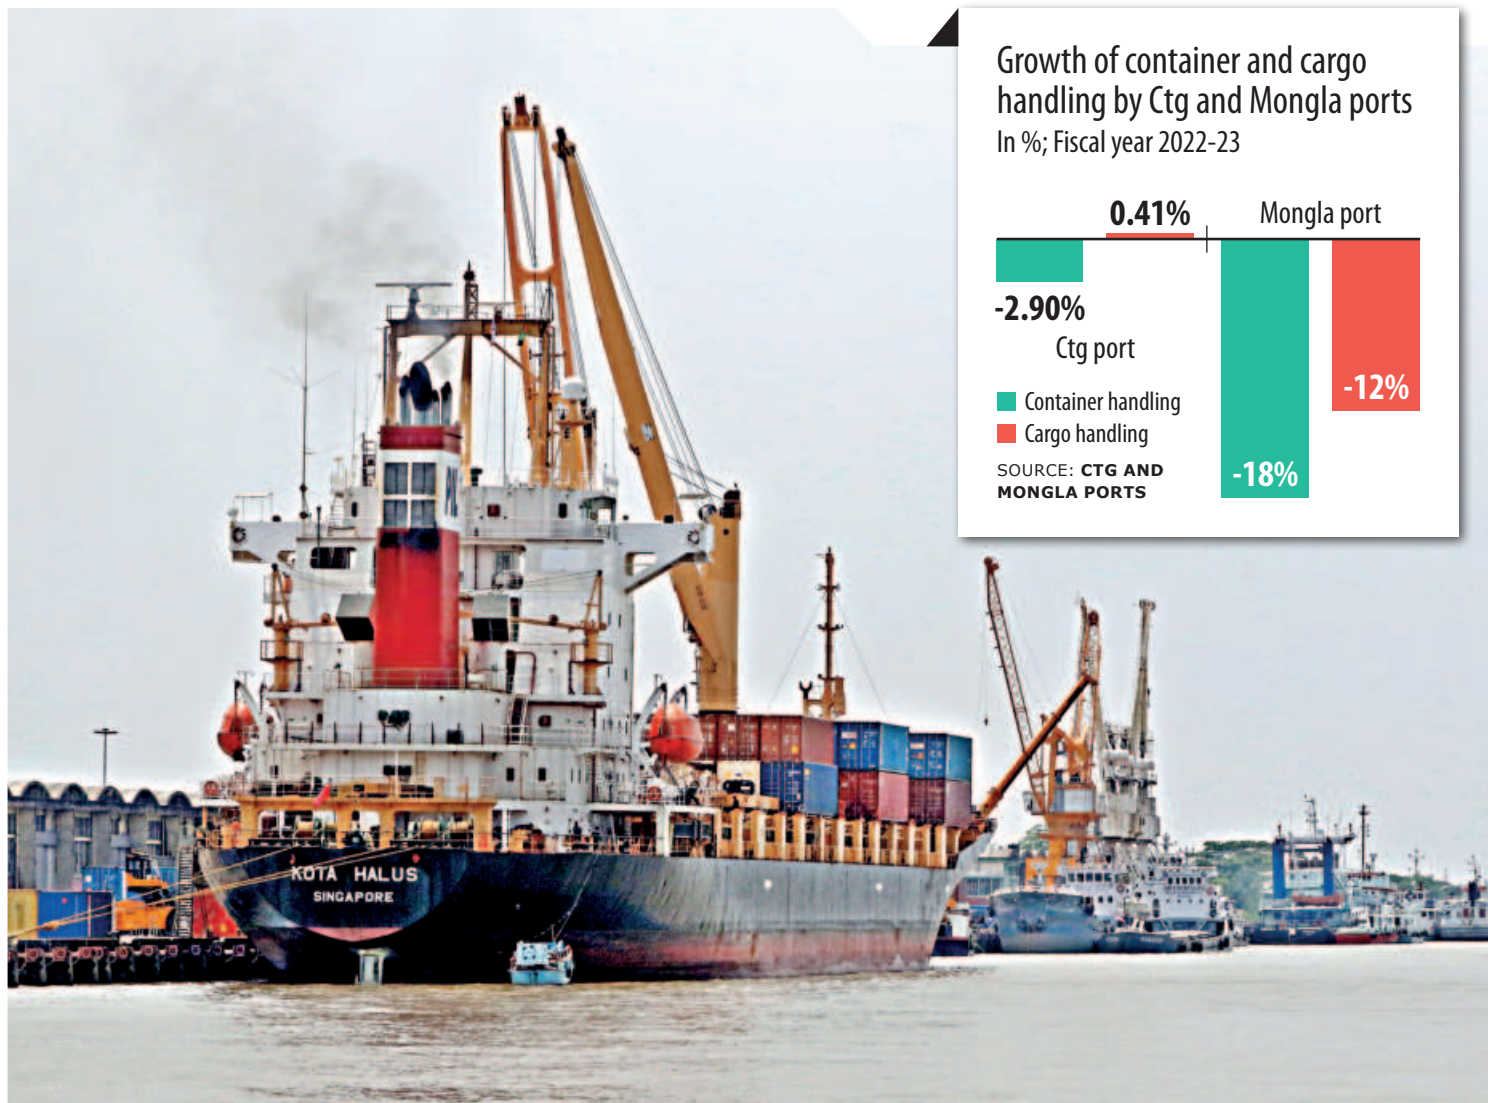 Growth of container and cargo
handling by Ctg and Mongla ports
In %; Fiscal year 2022-23
0.41%
Mongla port
-2.90%
Ctg port
-12%
-18%
Container handling
Cargo handling
SOURCE: CTG AND
MONGLA PORTS
KOTA HALUS
SINGAPORE